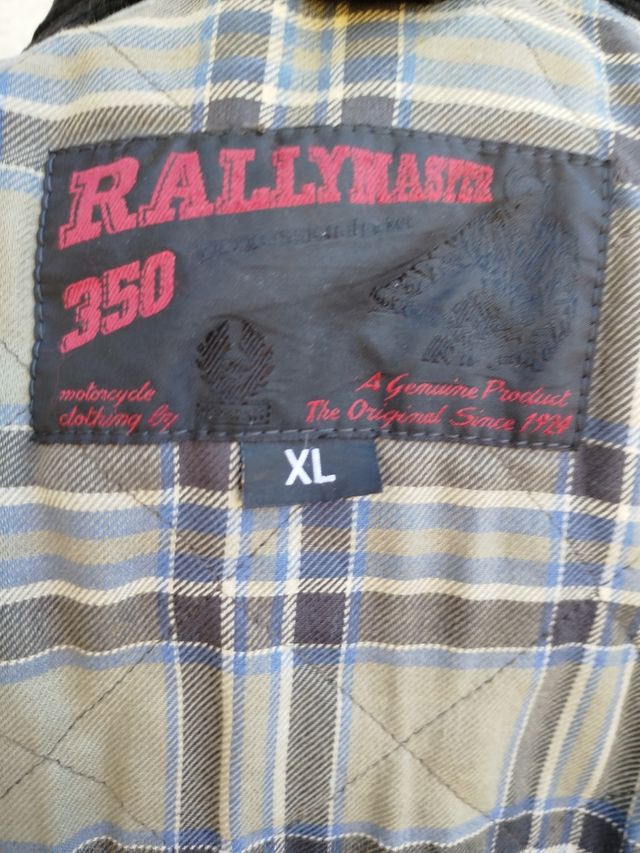 RALLYMASTER
350
motorcycle
clothing by
A Genuine Product
The Original Since 1924
XL